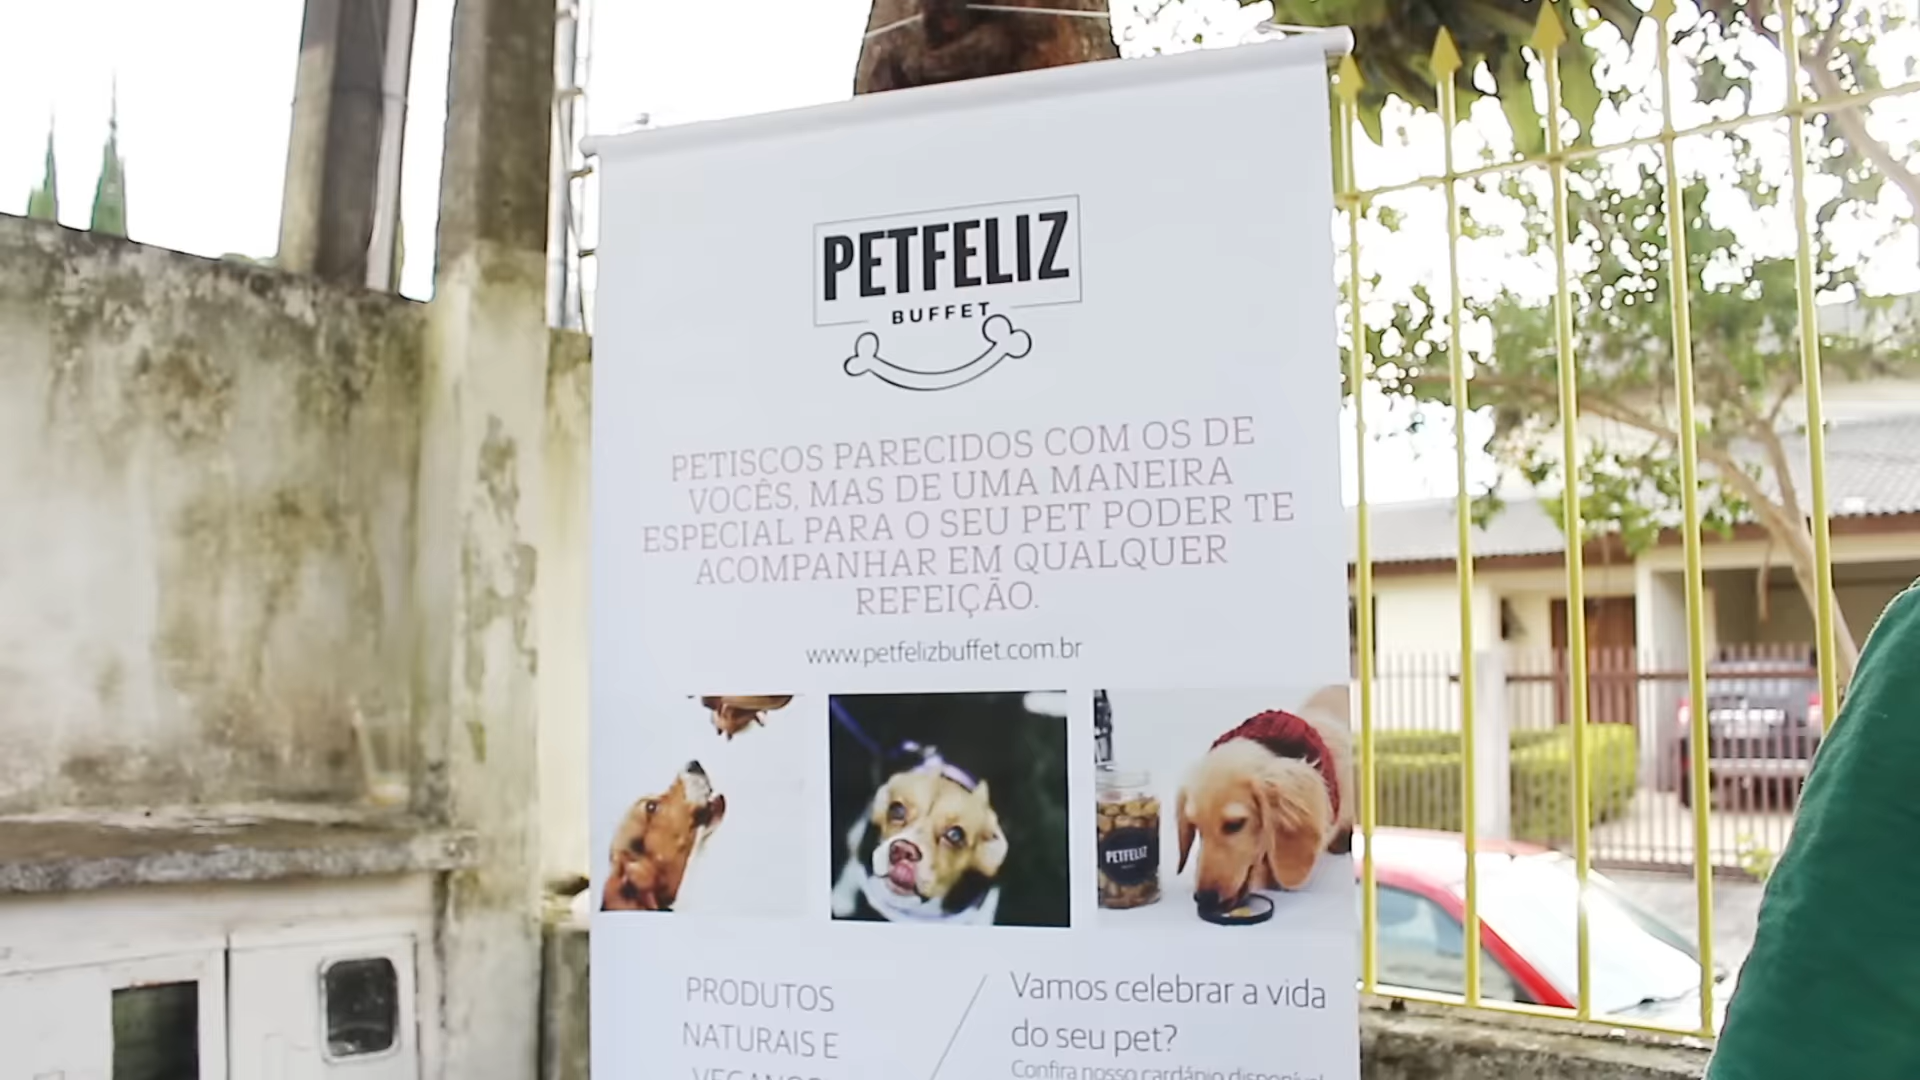 PETFELIZ
BUFFET
PETISCOS PARECIDOS COM OS DE
VOCÊS, MAS DE UMA MANEIRA
ESPECIAL PARA O SEU PET PODER TE
ACOMPANHAR EM QUALQUER
REFEIÇÃO.
www.petfelizbuffet.com.br
PETFELIZ
PRODUTOS
NATURAIS E
VEGANOS
Vamos celebrar a vida
do seu pet?
Confira nosso cardápio disponível